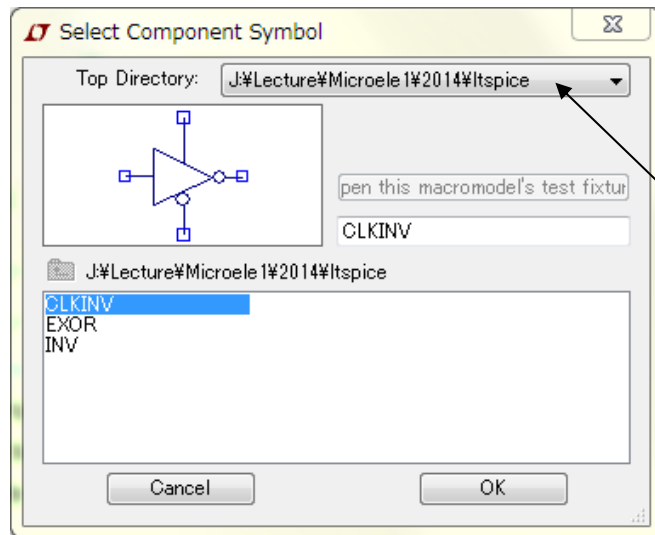 Select Component Symbol
Top Directory: J:¥Lecture¥Microele1¥2014¥ltspice
pen this macromodel's test fixtur
CLKINV
J:¥Lecture¥Microele1¥2014¥ltspice
CLKINV
EXOR
INV
Cancel OK